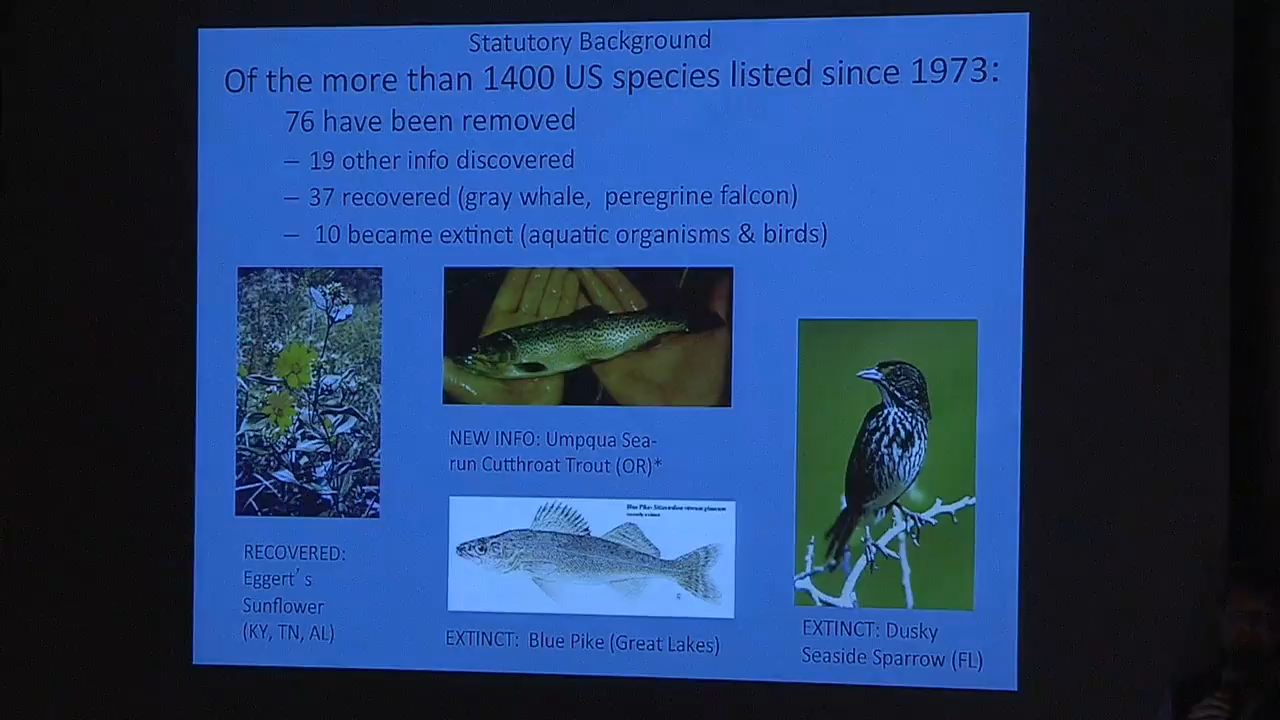 Statutory Background
Of the more than 1400 US species listed since 1973:
76 have been removed
– 19 other info discovered
– 37 recovered (gray whale, peregrine falcon)
– 10 became extinct (aquatic organisms & birds)
NEW INFO: Umpqua Sea-
run Cutthroat Trout (OR)*
Blue Pike
RECOVERED:
Eggert's
Sunflower
(KY, TN, AL)
EXTINCT: Blue Pike (Great Lakes)
EXTINCT: Dusky
Seaside Sparrow (FL)